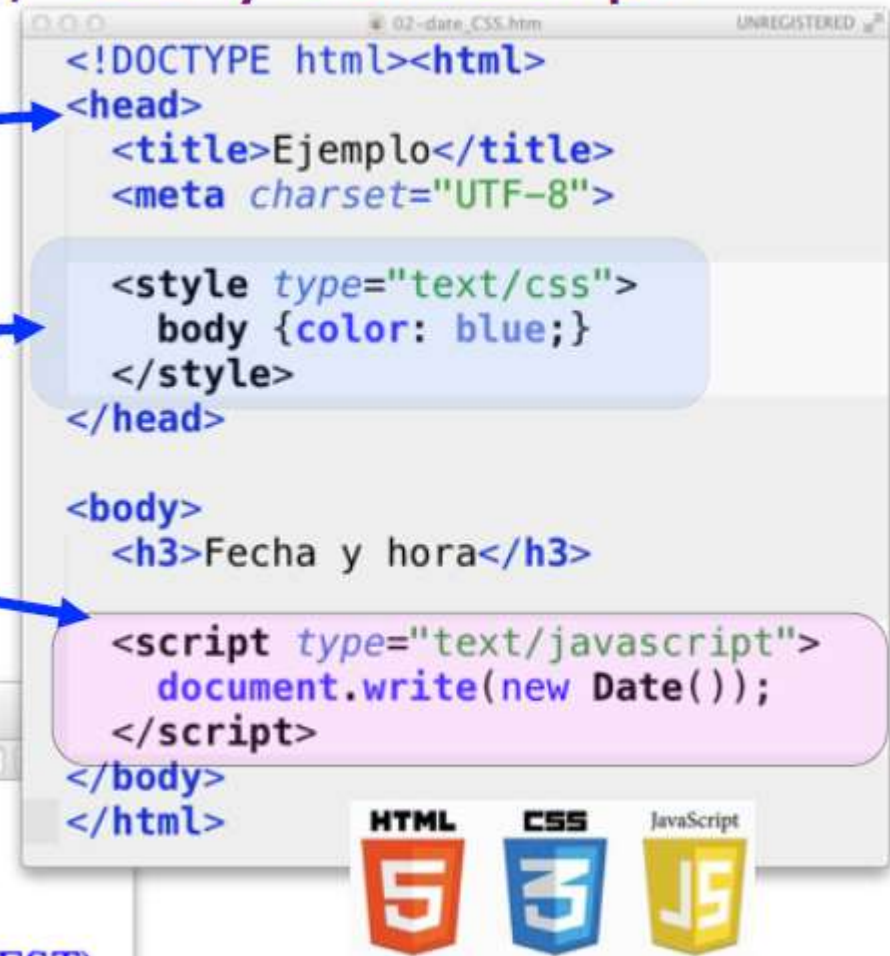 02-date_CSS.htm
UNREGISTERED
<!DOCTYPE html><html>
<head>
<title>Ejemplo</title>
<meta charset="UTF-8">
<style type="text/css">
body {color: blue;}
</style>
</head>
<body>
<h3>Fecha y hora</h3>
<script type="text/javascript">
document.write(new Date());
</script>
</body>
</html>
HTML CSS JavaScript
5 3 JS
EST)